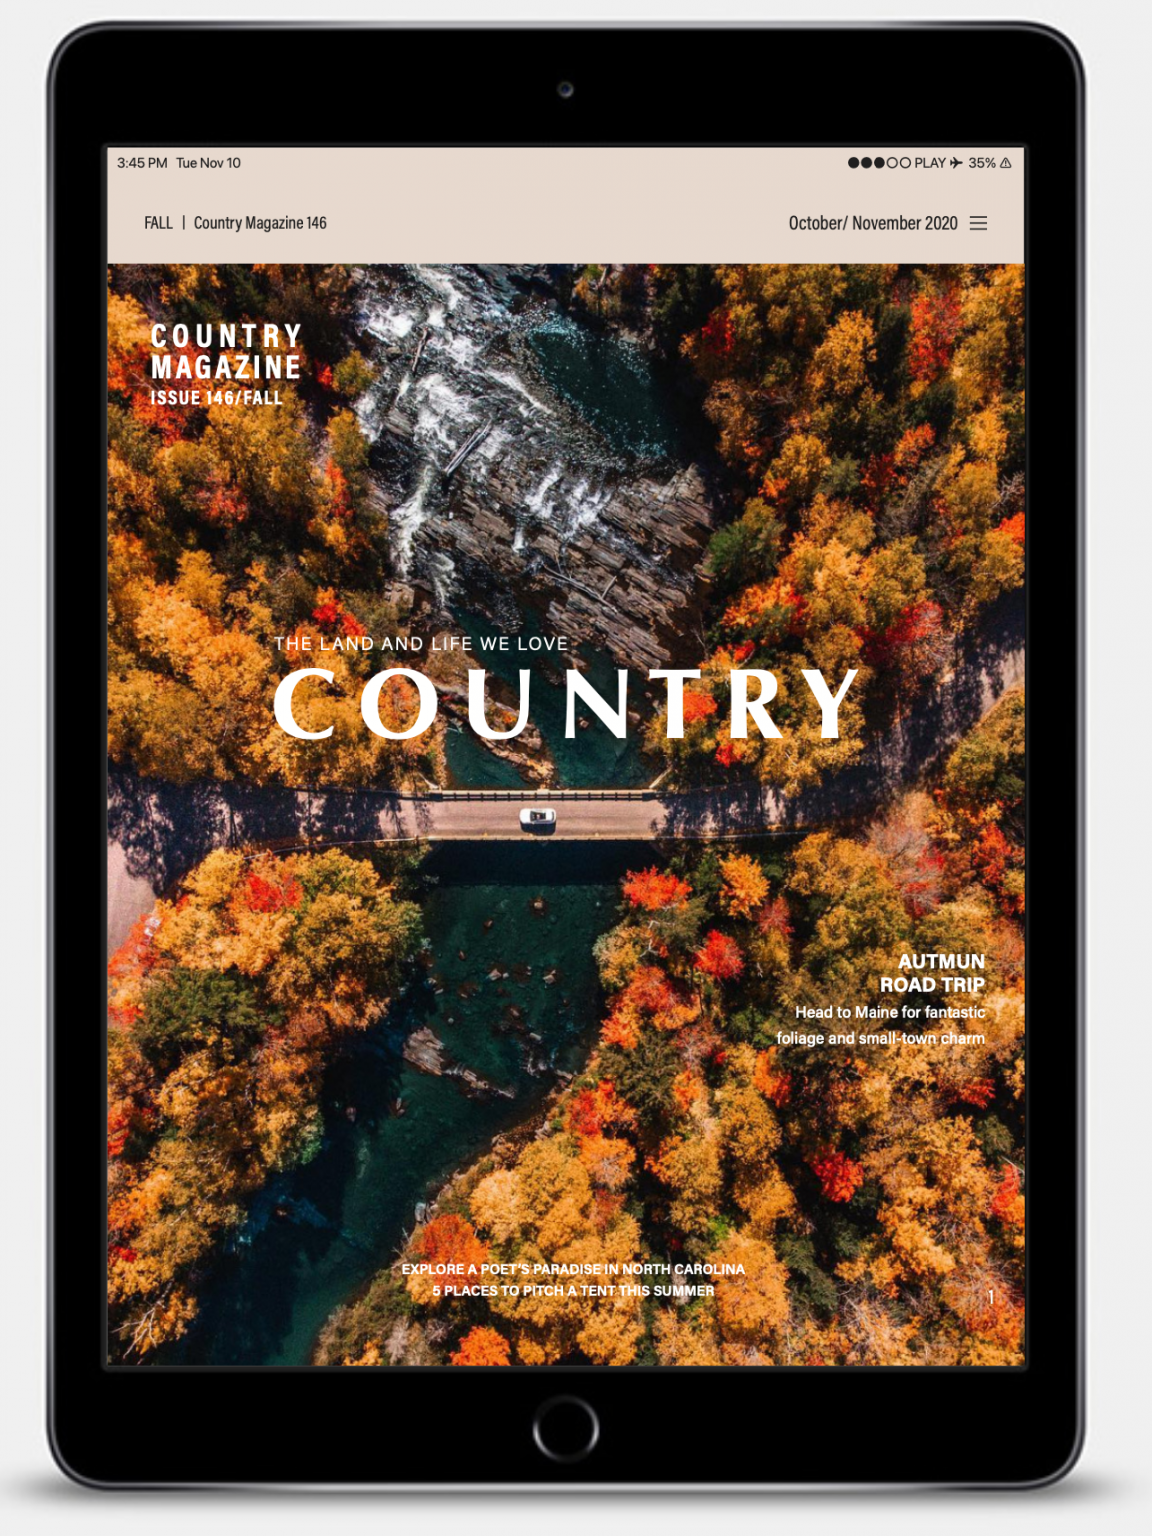 3:45 PM Tue Nov 10 PLAY 35%
FALL | Country Magazine 146 October/ November 2020
COUNTRY
MAGAZINE
ISSUE 146/FALL
THE LAND AND LIFE WE LOVE
COUNTRY
AUTMUN
ROAD TRIP
Head to Maine for fantastic
foliage and small-town charm
EXPLORE A POET'S PARADISE IN NORTH CAROLINA
5 PLACES TO PITCH A TENT THIS SUMMER
1